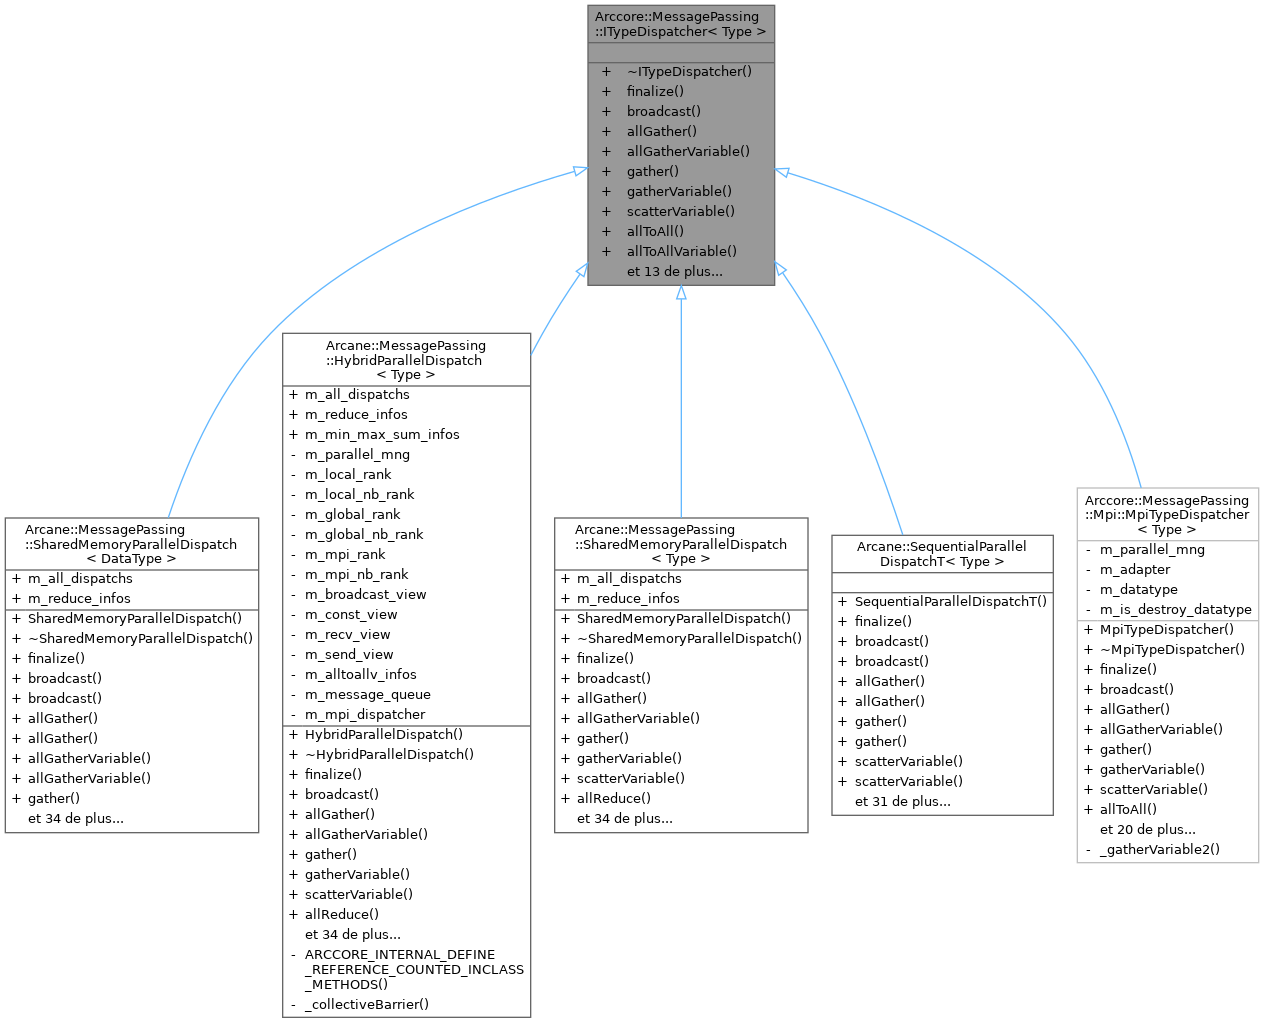 Arccore::MessagePassing
::ITypeDispatcher< Type >
+ ~ITypeDispatcher()
+ finalize()
+ broadcast()
+ allGather()
+ allGatherVariable()
+ gather()
+ gatherVariable()
+ scatterVariable()
+ allToAll()
+ allToAllVariable()
et 13 de plus...
Arcane::MessagePassing
::SharedMemoryParallelDispatch
< DataType >
+ m_all_dispatchs
+ m_reduce_infos
+ SharedMemoryParallelDispatch()
+ ~SharedMemoryParallelDispatch()
+ finalize()
+ broadcast()
+ broadcast()
+ allGather()
+ allGather()
+ allGatherVariable()
+ allGatherVariable()
+ gather()
et 34 de plus...
Arcane::MessagePassing
::HybridParallelDispatch
< Type >
+ m_all_dispatchs
+ m_reduce_infos
+ m_min_max_sum_infos
- m_parallel_mng
- m_local_rank
- m_local_nb_rank
- m_global_rank
- m_global_nb_rank
- m_mpi_rank
- m_mpi_nb_rank
- m_broadcast_view
- m_const_view
- m_recv_view
- m_send_view
- m_alltoallv_infos
- m_message_queue
- m_mpi_dispatcher
+ HybridParallelDispatch()
+ ~HybridParallelDispatch()
+ finalize()
+ broadcast()
+ allGather()
+ allGatherVariable()
+ gather()
+ gatherVariable()
+ scatterVariable()
+ allReduce()
et 34 de plus...
- ARCCORE_INTERNAL_DEFINE
_REFERENCE_COUNTED_INCLASS
_METHODS()
- _collectiveBarrier()
Arcane::MessagePassing
::SharedMemoryParallelDispatch
< Type >
+ m_all_dispatchs
+ m_reduce_infos
+ SharedMemoryParallelDispatch()
+ ~SharedMemoryParallelDispatch()
+ finalize()
+ broadcast()
+ allGather()
+ allGatherVariable()
+ gather()
+ gatherVariable()
+ scatterVariable()
+ allReduce()
et 34 de plus...
Arcane::SequentialParallel
DispatchT< Type >
+ SequentialParallelDispatchT()
+ finalize()
+ broadcast()
+ broadcast()
+ allGather()
+ allGather()
+ gather()
+ gather()
+ scatterVariable()
+ scatterVariable()
et 31 de plus...
Arccore::MessagePassing
::Mpi::MpiTypeDispatcher
< Type >
- m_parallel_mng
- m_adapter
- m_datatype
- m_is_destroy_datatype
+ MpiTypeDispatcher()
+ ~MpiTypeDispatcher()
+ finalize()
+ broadcast()
+ allGather()
+ allGatherVariable()
+ gather()
+ gatherVariable()
+ scatterVariable()
+ allToAll()
et 20 de plus...
- _gatherVariable2()